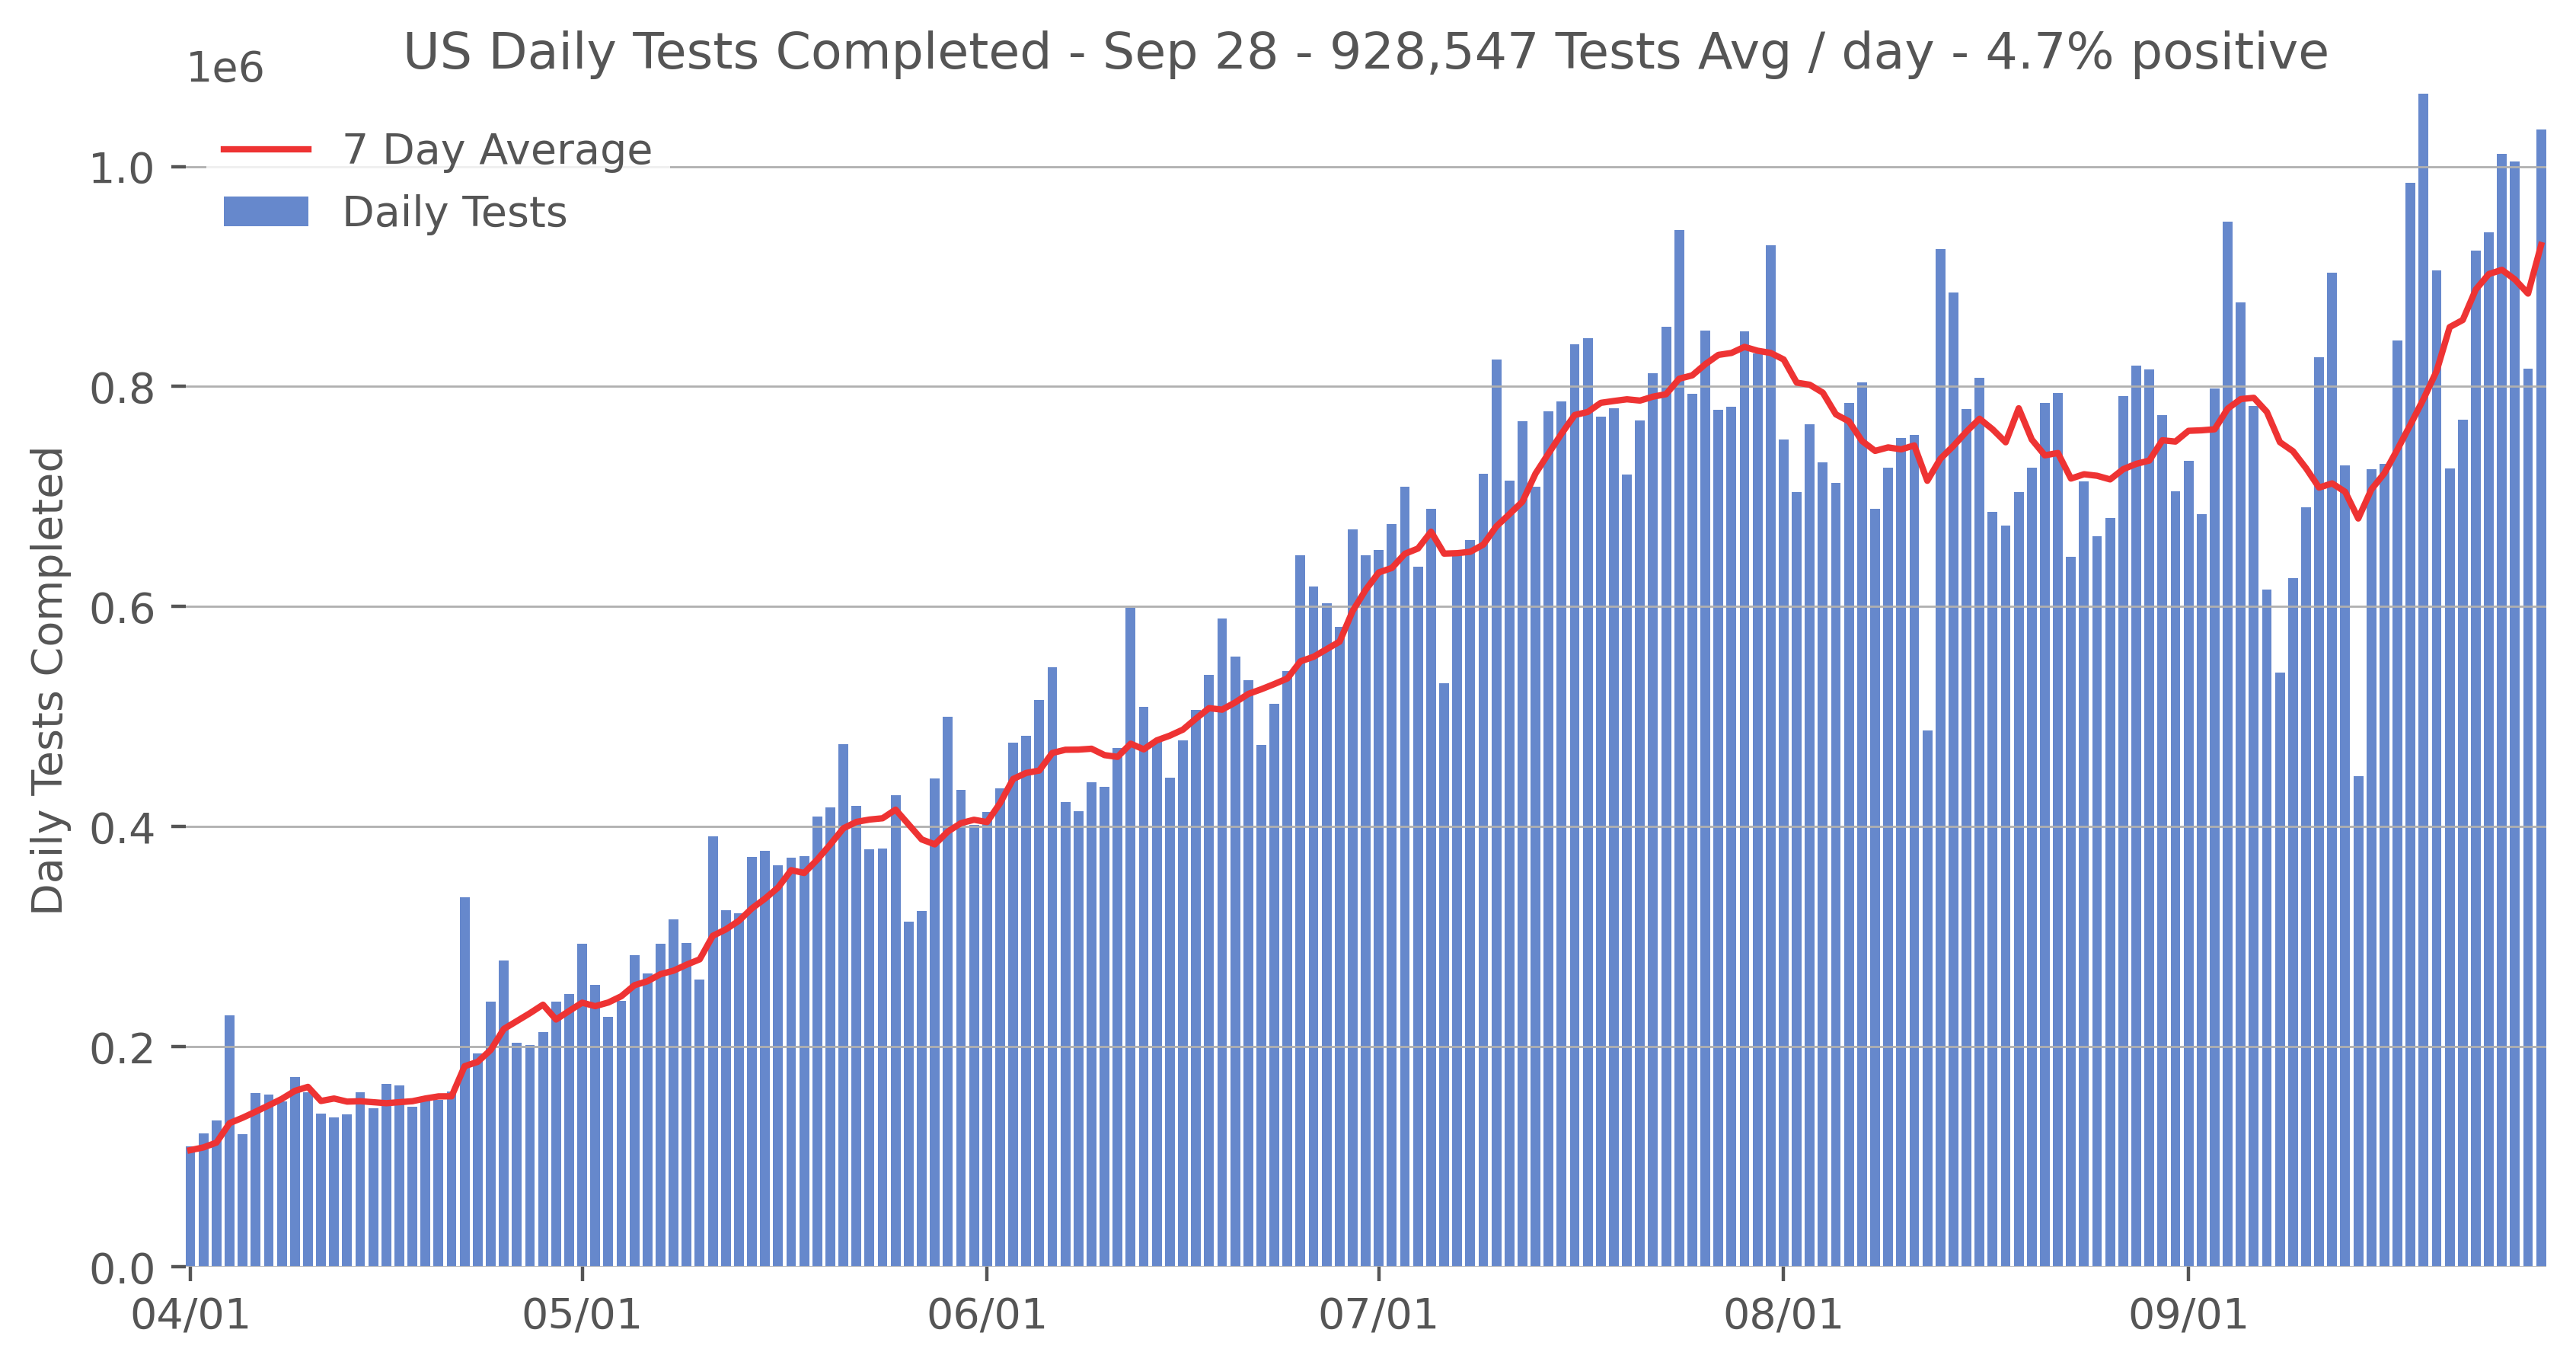 US Daily Tests Completed - Sep 28 - 928,547 Tests Avg / day - 4.7% positive
1e6
7 Day Average
Daily Tests
1.0
0.8
0.6
0.4
0.2
0.0
Daily Tests Completed
04/01 05/01 06/01 07/01 08/01 09/01